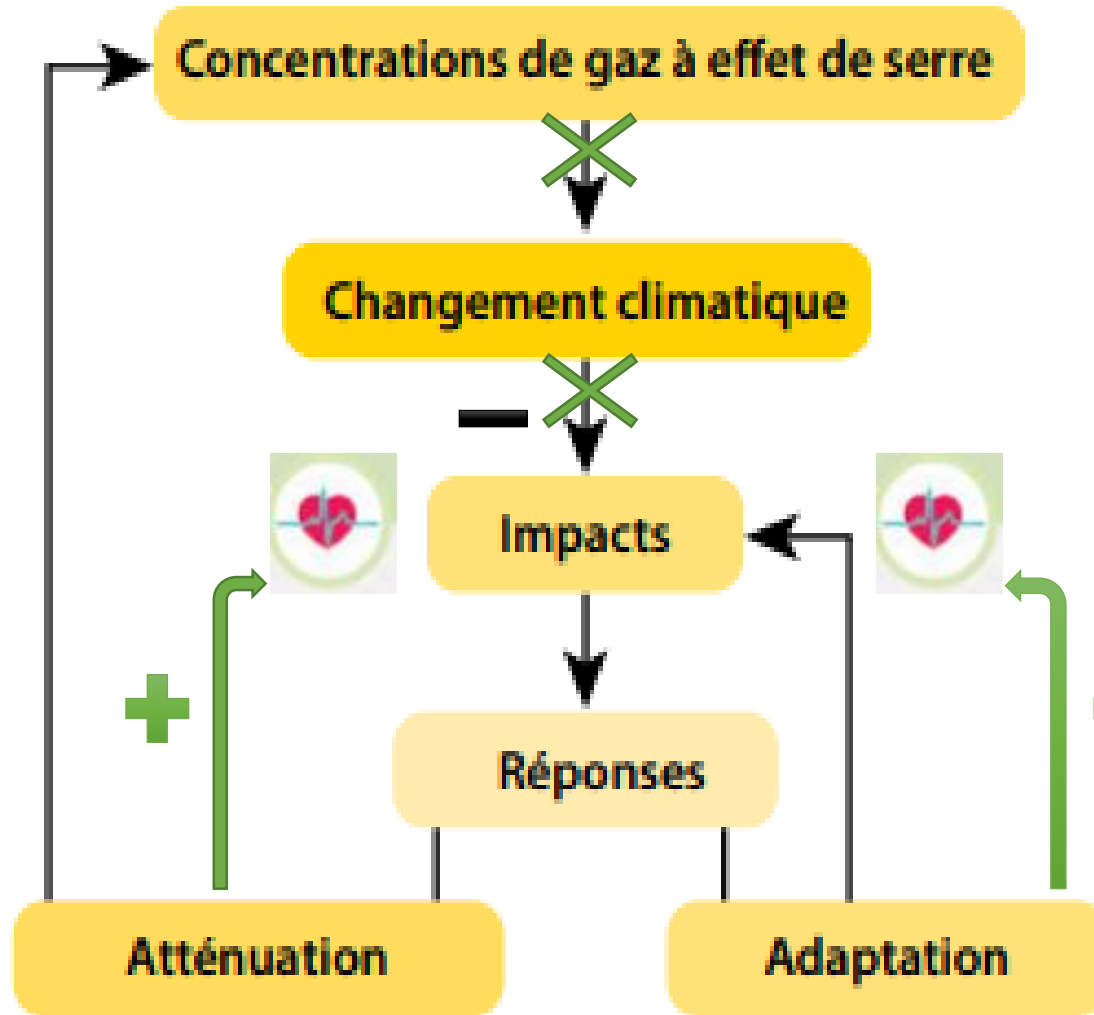 Concentrations de gaz à effet de serre
Changement climatique
Impacts
Réponses
Atténuation
Adaptation